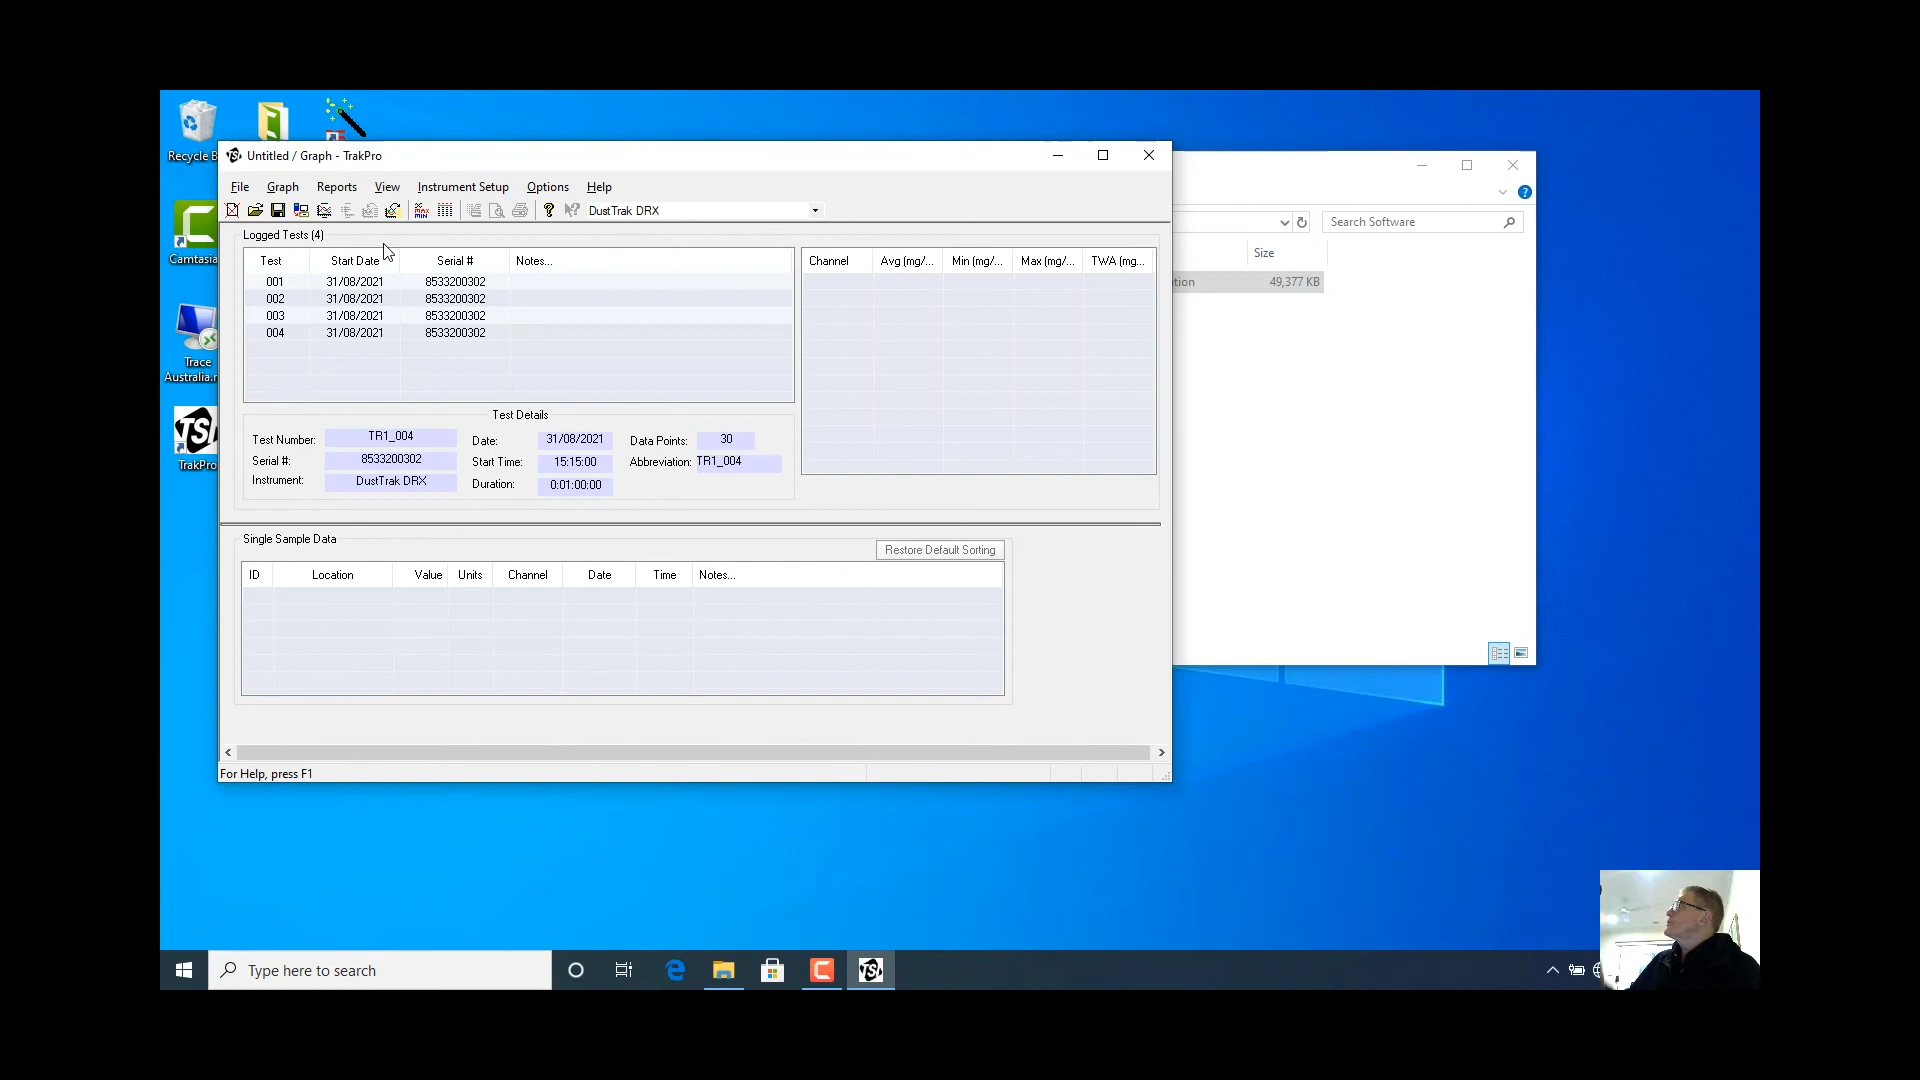 Recycle B
Camtasia
Trace
Australia.r
TrakPro
Untitled / Graph - TrakPro
File Graph Reports View Instrument Setup Options Help
DustTrak DRX
Logged Tests (4)
Test Start Date Serial # Notes...
001 31/08/2021 8533200302
002 31/08/2021 8533200302
003 31/08/2021 8533200302
004 31/08/2021 8533200302
Channel Avg (mg/... Min (mg/... Max (mg/... TWA (mg...
Test Details
Test Number: TR1_004 Date: 31/08/2021 Data Points: 30
Serial #: 8533200302 Start Time: 15:15:00 Abbreviation: TR1_004
Instrument: DustTrak DRX Duration: 0:01:00:00
Single Sample Data
Restore Default Sorting
ID Location Value Units Channel Date Time Notes...
For Help, press F1
Search Software
Size
tion 49,377 KB
Type here to search